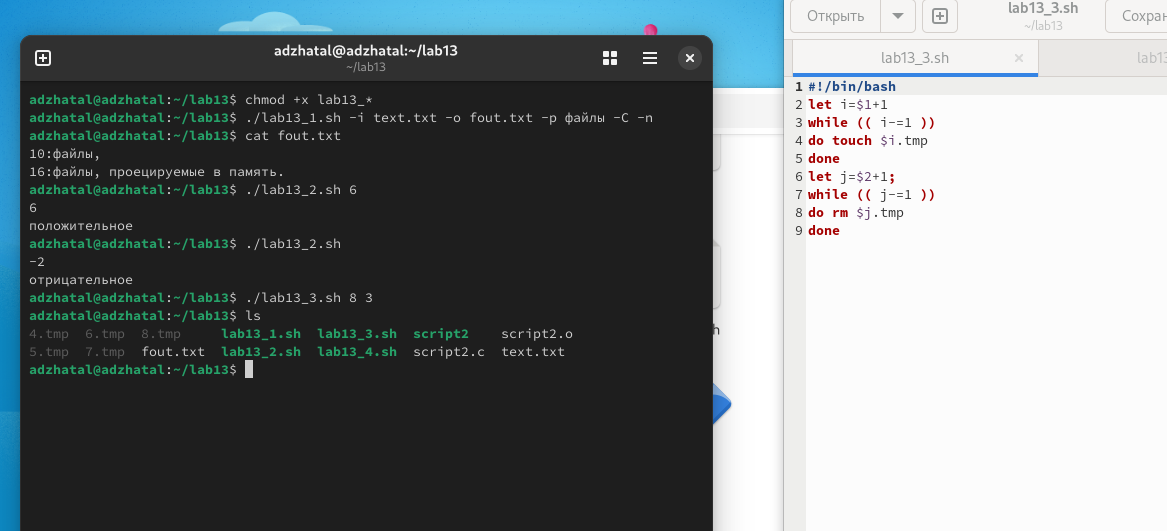 adzhatal@adzhatal:~/lab13
~/lab13
adzhatal@adzhatal:~/lab13$ chmod +x lab13_*
adzhatal@adzhatal:~/lab13$ ./lab13_1.sh -i text.txt -o fout.txt -p файлы -C -n
adzhatal@adzhatal:~/lab13$ cat fout.txt
10:файлы,
16:файлы, проецируемые в память.
adzhatal@adzhatal:~/lab13$ ./lab13_2.sh 6
6
положительное
adzhatal@adzhatal:~/lab13$ ./lab13_2.sh
-2
отрицательное
adzhatal@adzhatal:~/lab13$ ./lab13_3.sh 8 3
adzhatal@adzhatal:~/lab13$ ls
4.tmp 6.tmp 8.tmp lab13_1.sh lab13_3.sh script2 script2.o
5.tmp 7.tmp fout.txt lab13_2.sh lab13_4.sh script2.c text.txt
adzhatal@adzhatal:~/lab13$
Открыть
lab13_3.sh
~/lab13
Сохран
lab13_3.sh
lab13
1 #!/bin/bash
2 let i=$1+1
3 while (( i-=1 ))
4 do touch $i.tmp
5 done
6 let j=$2+1;
7 while (( j-=1 ))
8 do rm $j.tmp
9 done
h